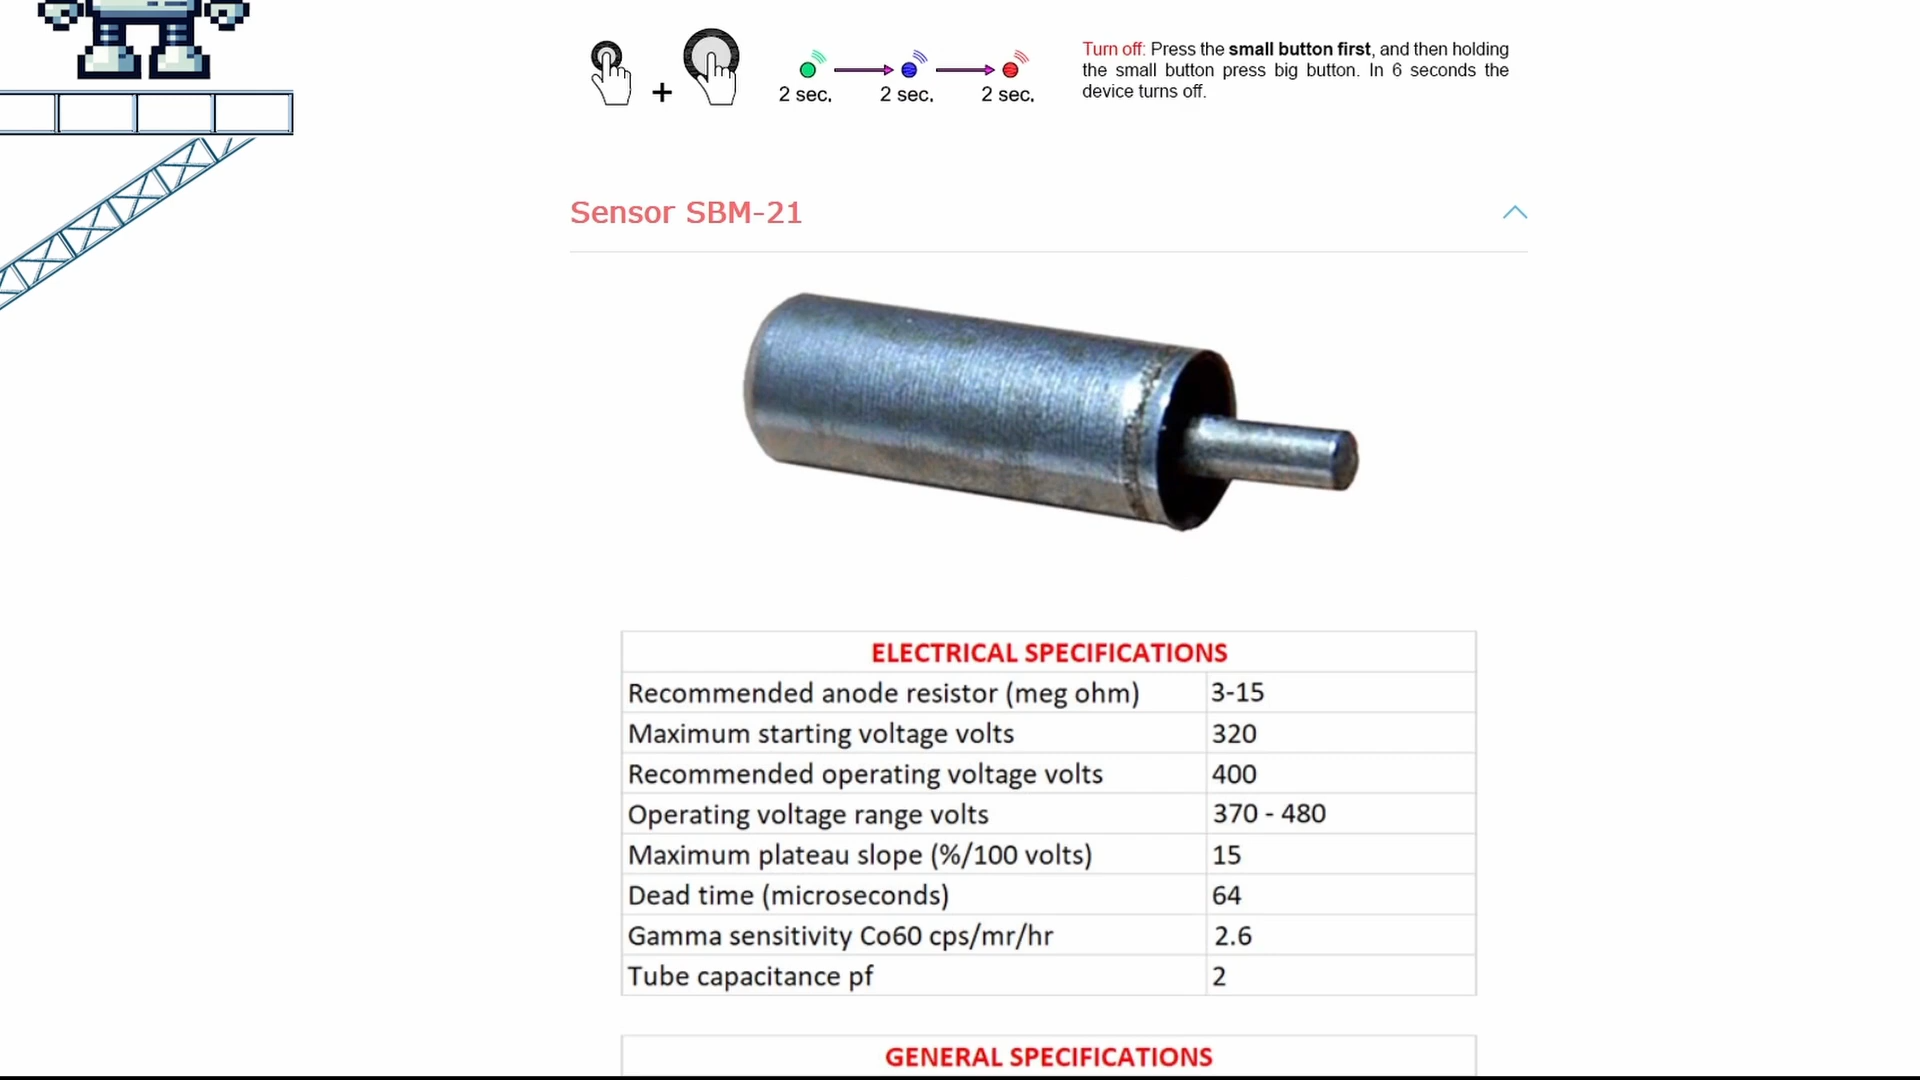 Turn off: Press the small button first, and then holding
the small button press big button. In 6 seconds the
device turns off.
+
2 sec. 2 sec. 2 sec.
Sensor SBM-21
ELECTRICAL SPECIFICATIONS
Recommended anode resistor (meg ohm) 3-15
Maximum starting voltage volts 320
Recommended operating voltage volts 400
Operating voltage range volts 370 - 480
Maximum plateau slope (%/100 volts) 15
Dead time (microseconds) 64
Gamma sensitivity Co60 cps/mr/hr 2.6
Tube capacitance pf 2
GENERAL SPECIFICATIONS